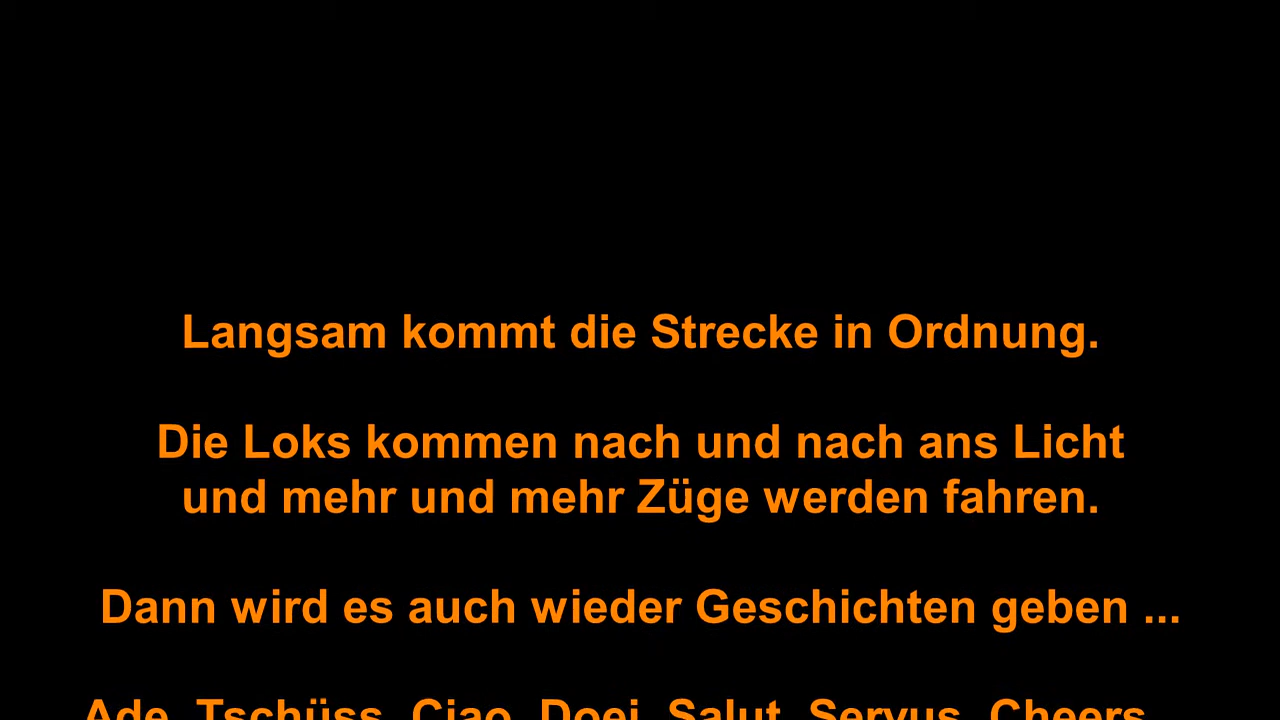 Langsam kommt die Strecke in Ordnung.
Die Loks kommen nach und nach ans Licht
und mehr und mehr Züge werden fahren.
Dann wird es auch wieder Geschichten geben ...
Ade, Tschüss, Ciao, Doei, Salut, Servus, Cheers